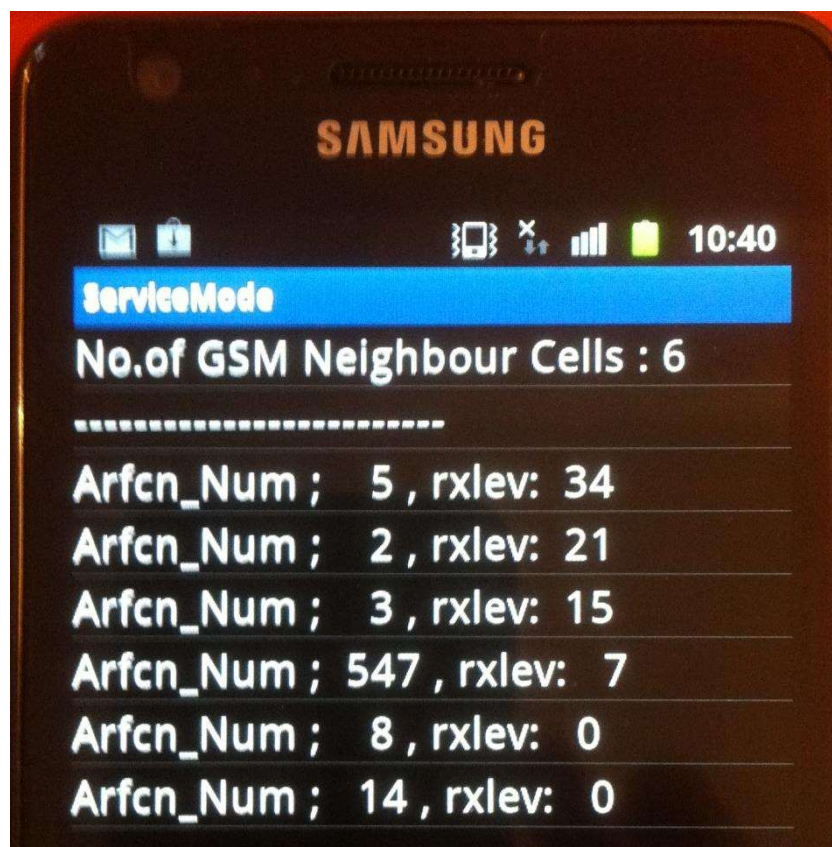 SAMSUNG
10:40
ServiceMode
No.of GSM Neighbour Cells : 6
-------------------------
Arfcn_Num ; 5 , rxlev: 34
Arfcn_Num ; 2 , rxlev: 21
Arfcn_Num ; 3 , rxlev: 15
Arfcn_Num ; 547 , rxlev: 7
Arfcn_Num ; 8 , rxlev: 0
Arfcn_Num ; 14 , rxlev: 0